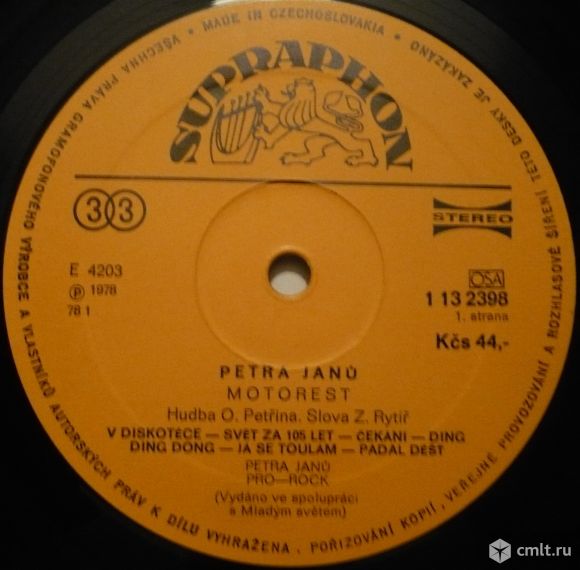 MADE IN CZECHOSLOVAKIA • VŠECHNA PRÁVA GRAMOFONOVÉHO VÝROBCE A VLASTNÍKŮ AUTORSKÝCH PRÁV K DÍLU VYHRAŽENA. POŘIZOVÁNÍ KOPIÍ, VEŘEJNÉ PROVOZOVÁNÍ A ROZHLASOVÉ ŠÍŘENÍ TÉTO DESKY JE ZAKÁZÁNO •
SUPRAPHON
33
STEREO
E 4203
℗ 1978
78 1
OSA
1 13 2398
1. strana
Kčs 44,-
PETRA JANŮ
MOTOREST
Hudba O. Petřina. Slova Z. Rytíř
V DISKOTÉCE — SVĚT ZA 105 LET — ČEKÁNÍ — DING
DING DONG — JÁ SE TOULÁM — PADAL DÉŠŤ
PETRA JANŮ
PRO—ROCK
(Vydáno ve spolupráci
s Mladým světem)
cmlt.ru